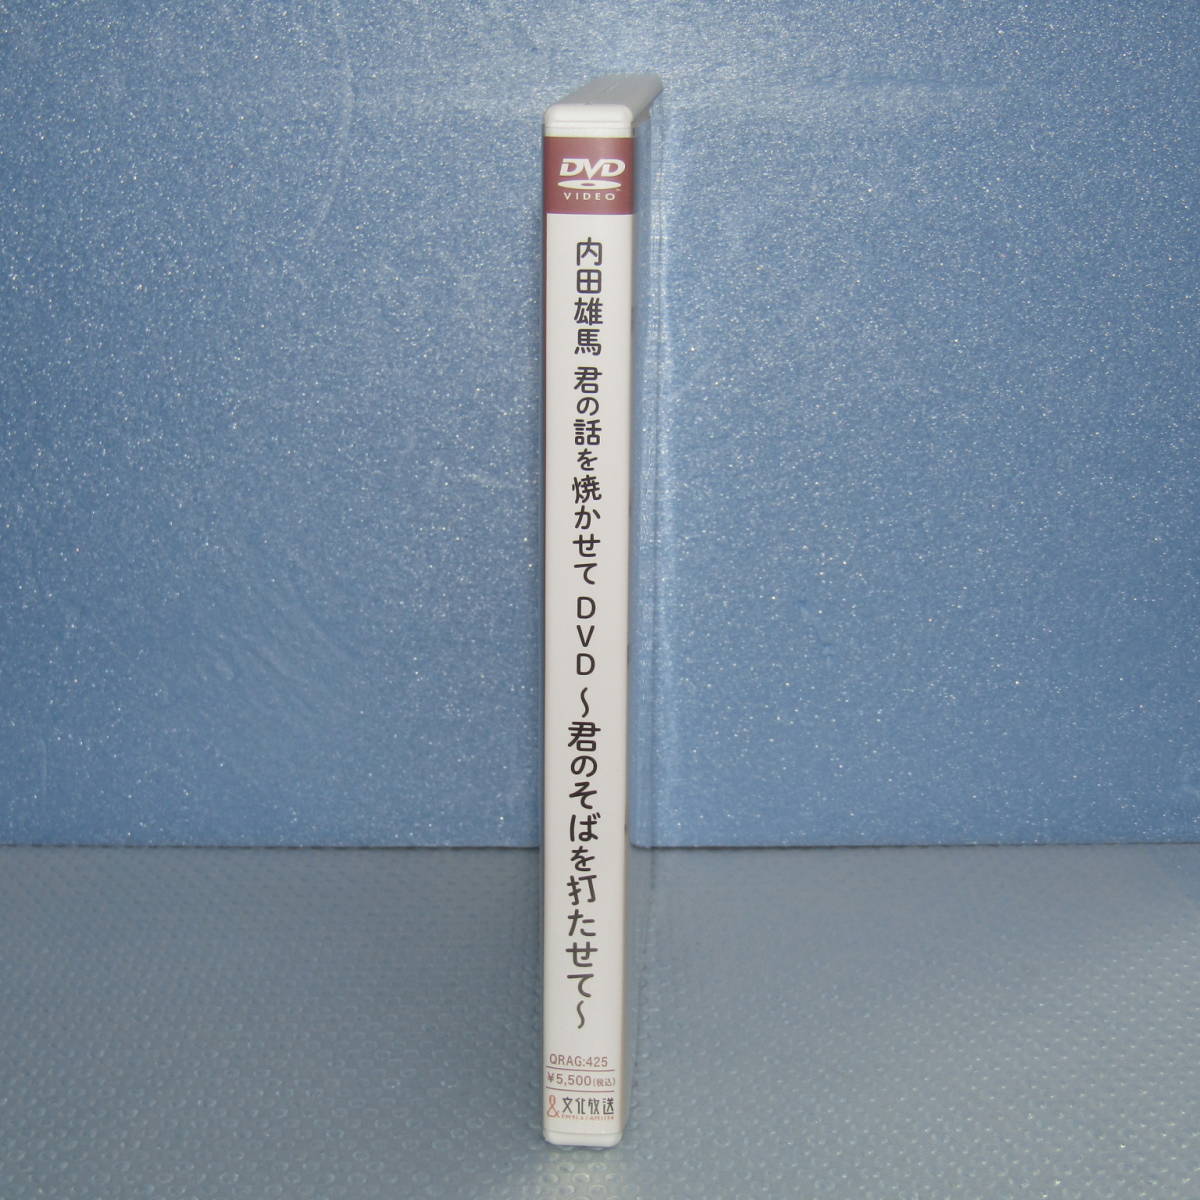 DVD
VIDEO
内田雄馬 君の話を焼かせて DVD ～君のそばを打たせて～
QRAG:425
¥5,500(税込)
文化放送